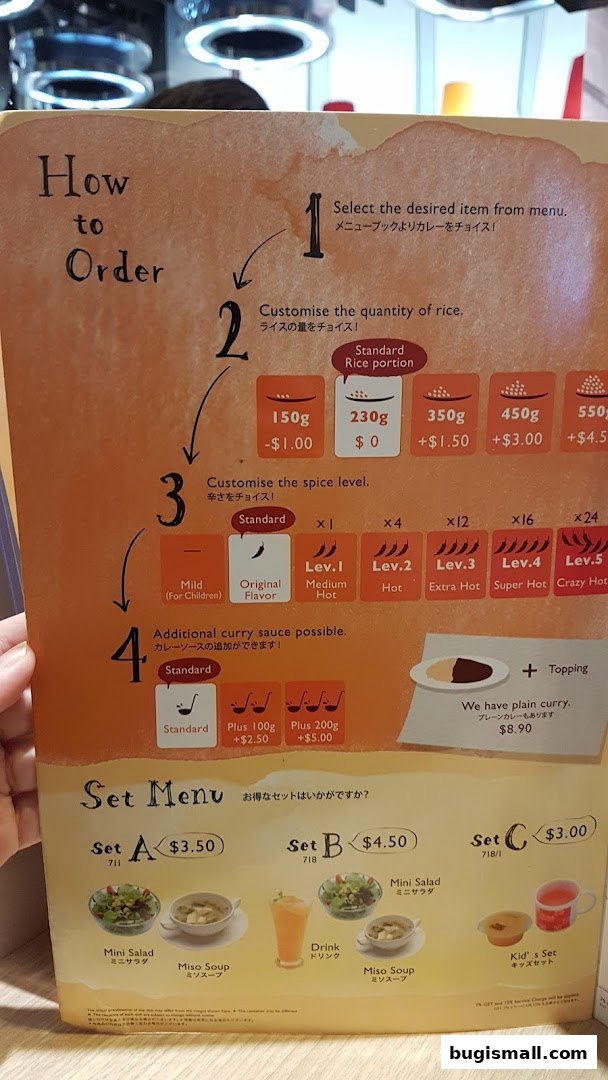 How
to
Order
1
Select the desired item from menu.
メニューブックよりカレーをチョイス!
2
Customise the quantity of rice.
ライスの量をチョイス!
Standard
Rice portion
150g
-$1.00
230g
$ 0
350g
+$1.50
450g
+$3.00
550g
+$4.5
3
Customise the spice level.
辛さをチョイス!
Standard
x1
x4
x12
x16
x24
Mild
(For Children)
Original
Flavor
Lev.1
Medium
Hot
Lev.2
Hot
Lev.3
Extra Hot
Lev.4
Super Hot
Lev.5
Crazy Hot
4
Additional curry sauce possible.
カレーソースの追加ができます!
Standard
Standard
Plus 100g
+$2.50
Plus 200g
+$5.00
+ Topping
We have plain curry.
プレーンカレーもあります
$8.90
Set Menu
お得なセットはいかがですか?
Set A $3.50
711
Mini Salad
ミニサラダ
Miso Soup
ミソスープ
Set B $4.50
718
Mini Salad
ミニサラダ
Drink
ドリンク
Miso Soup
ミソスープ
Set C $3.00
718/1
Kid's Set
キッズセット
bugismall.com